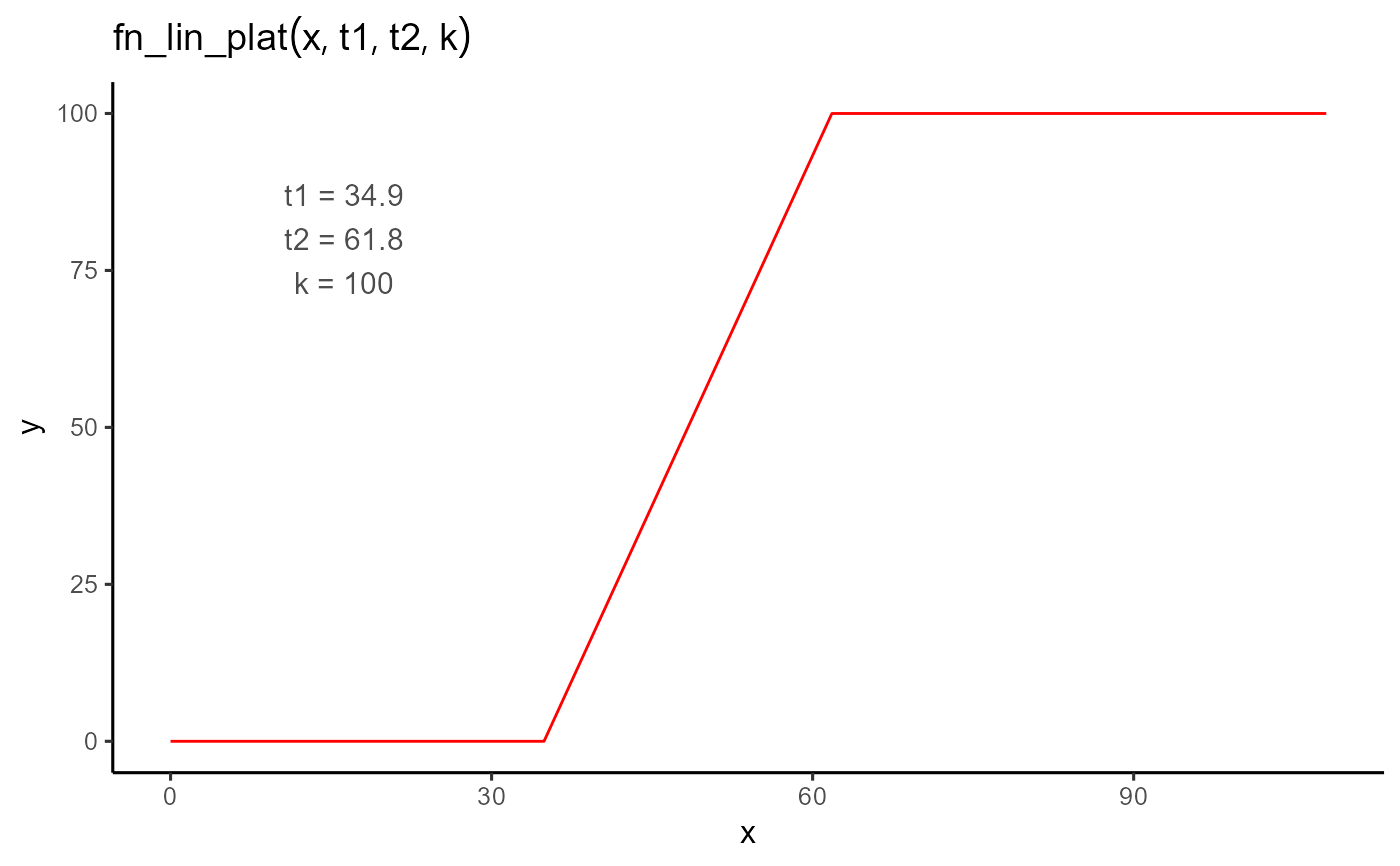 fn_lin_plat(x, t1, t2, k)
100
t1 = 34.9
t2 = 61.8
75
k = 100
y
50
25
0
0 30 60 90
x